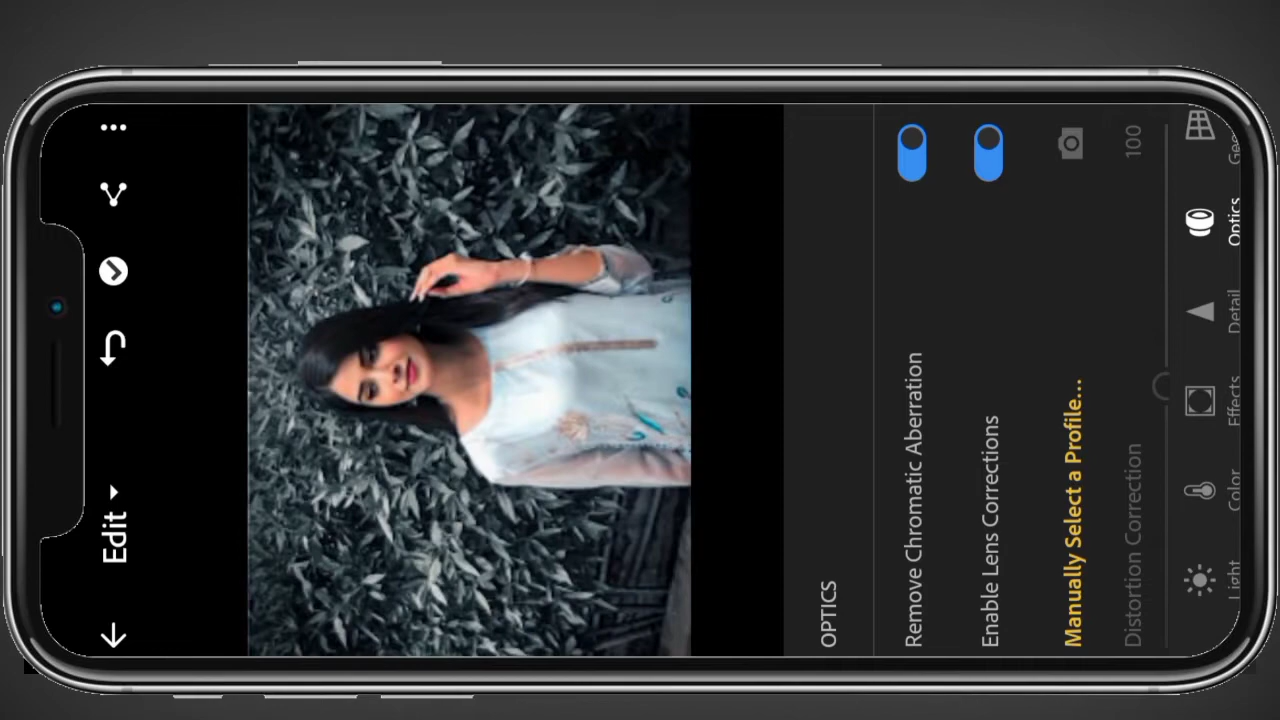 Edit
OPTICS
Remove Chromatic Aberration
Enable Lens Corrections
Manually Select a Profile...
Distortion Correction 100
Light Color Effects Detail Optics